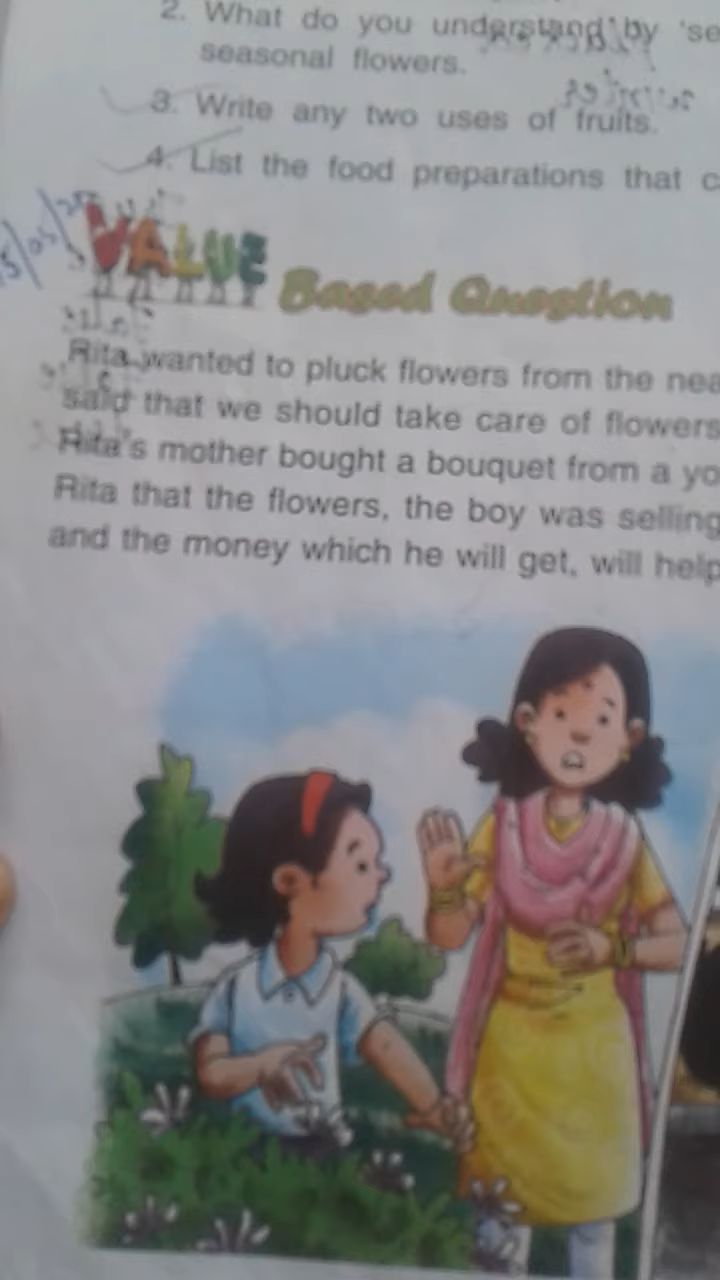 2. What do you understand by 'se
seasonal flowers.
3. Write any two uses of fruits.
4. List the food preparations that c
VALUE
Based Question
Rita wanted to pluck flowers from the nea
said that we should take care of flowers
Rita's mother bought a bouquet from a yo
Rita that the flowers, the boy was selling
and the money which he will get, will help